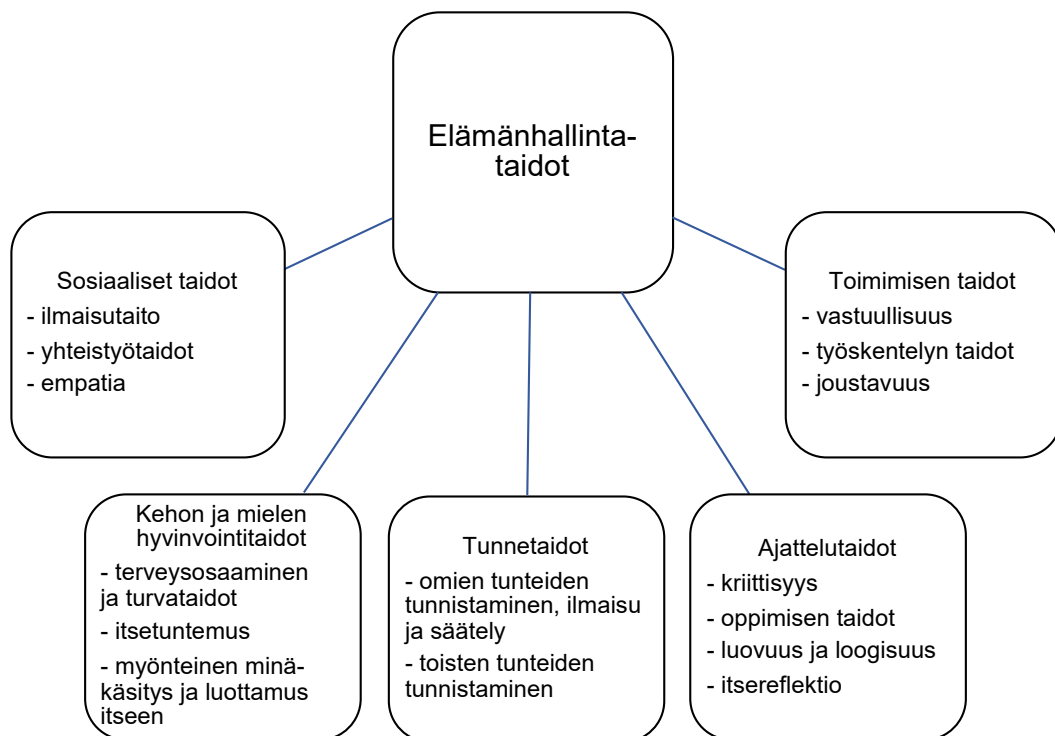 Elämänhallinta-
taidot
Sosiaaliset taidot
- ilmaisutaito
- yhteistyötaidot
- empatia
Toimimisen taidot
- vastuullisuus
- työskentelyn taidot
- joustavuus
Kehon ja mielen
hyvinvointitaidot
- terveysosaaminen
ja turvataidot
- itsetuntemus
- myönteinen minä-
käsitys ja luottamus
itseen
Tunnetaidot
- omien tunteiden
tunnistaminen, ilmaisu
ja säätely
- toisten tunteiden
tunnistaminen
Ajattelutaidot
- kriittisyys
- oppimisen taidot
- luovuus ja loogisuus
- itsereflektio